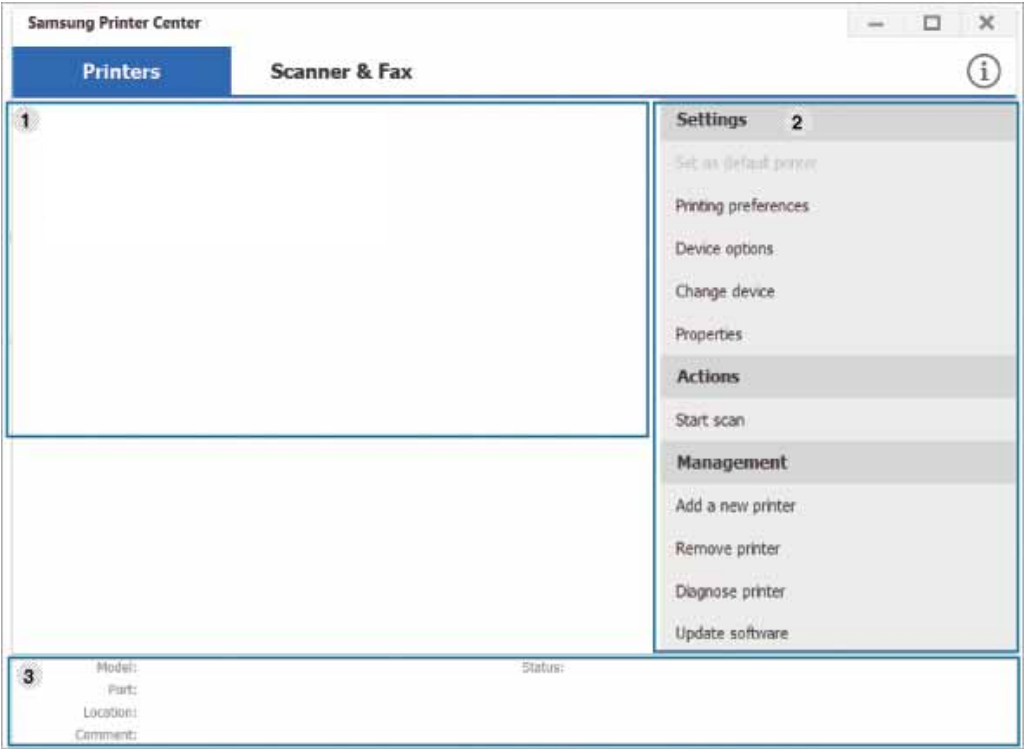 Samsung Printer Center
Printers
Scanner & Fax
i
1
Settings
2
Set as default printer
Printing preferences
Device options
Change device
Properties
Actions
Start scan
Management
Add a new printer
Remove printer
Diagnose printer
Update software
3
Model:
Status:
Port:
Location:
Comment: